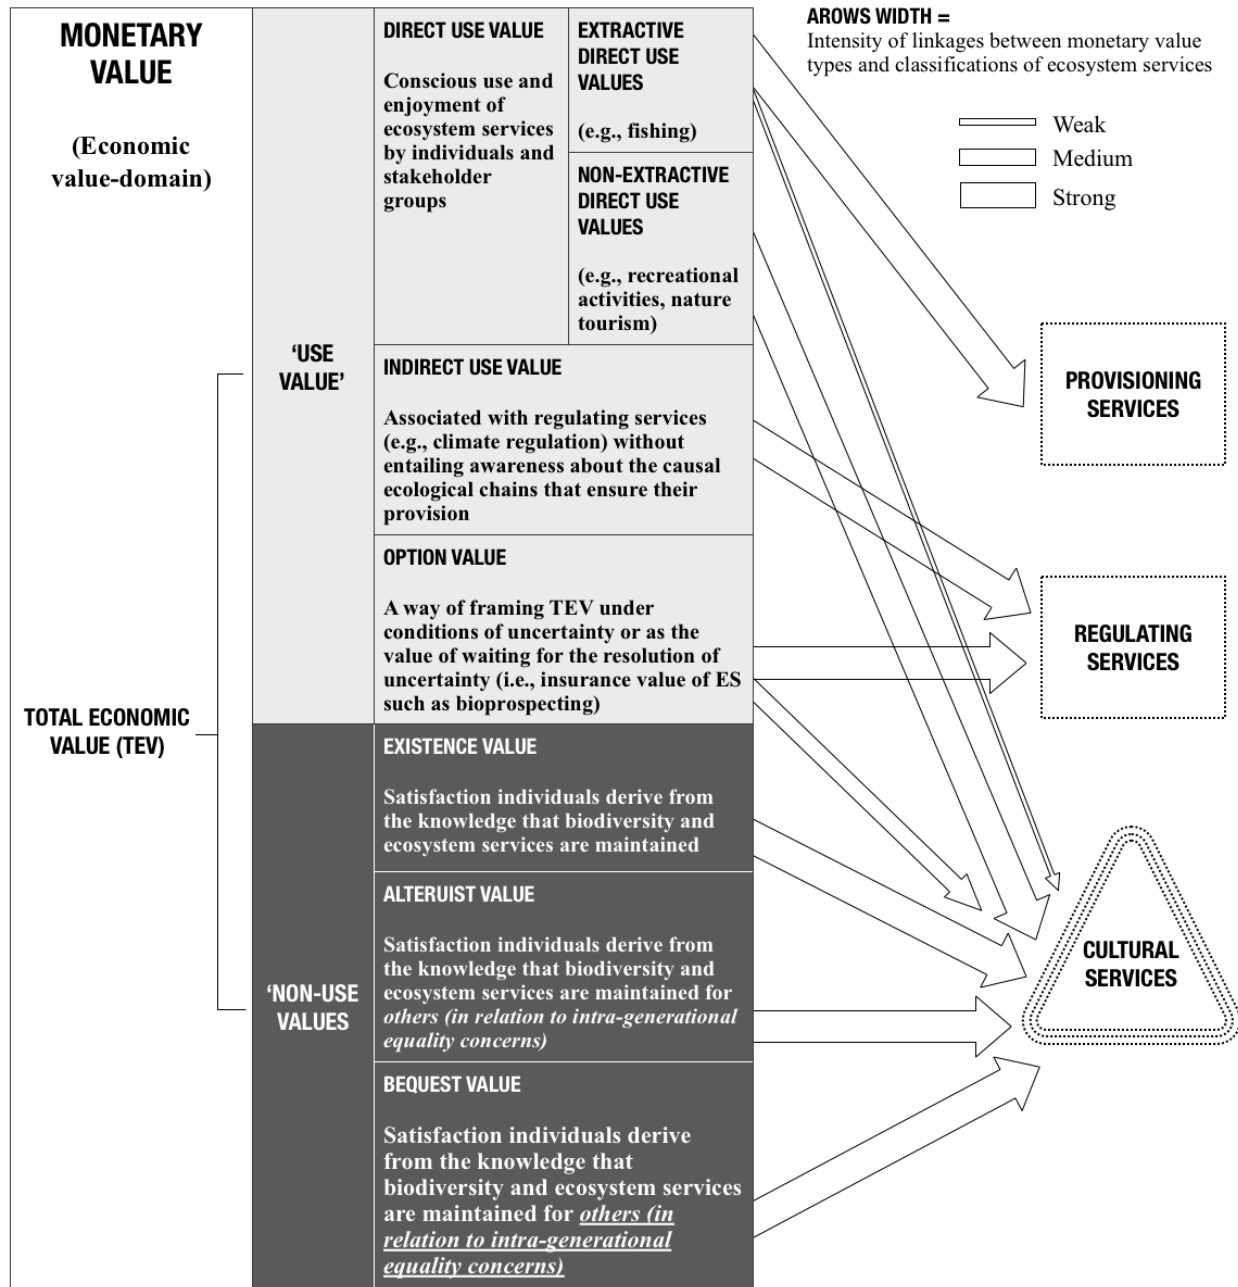 MONETARY
VALUE
(Economic
value-domain)
TOTAL ECONOMIC
VALUE (TEV)
‘USE
VALUE’
DIRECT USE VALUE
Conscious use and
enjoyment of
ecosystem services
by individuals and
stakeholder
groups
EXTRACTIVE
DIRECT USE
VALUES
(e.g., fishing)
NON-EXTRACTIVE
DIRECT USE
VALUES
(e.g., recreational
activities, nature
tourism)
INDIRECT USE VALUE
Associated with regulating services
(e.g., climate regulation) without
entailing awareness about the causal
ecological chains that ensure their
provision
OPTION VALUE
A way of framing TEV under
conditions of uncertainty or as the
value of waiting for the resolution of
uncertainty (i.e., insurance value of ES
such as bioprospecting)
‘NON-USE
VALUES
EXISTENCE VALUE
Satisfaction individuals derive from
the knowledge that biodiversity and
ecosystem services are maintained
ALTERUIST VALUE
Satisfaction individuals derive from
the knowledge that biodiversity and
ecosystem services are maintained for
others (in relation to intra-generational
equality concerns)
BEQUEST VALUE
Satisfaction individuals derive
from the knowledge that
biodiversity and ecosystem services
are maintained for others (in
relation to intra-generational
equality concerns)
AROWS WIDTH =
Intensity of linkages between monetary value
types and classifications of ecosystem services
Weak
Medium
Strong
PROVISIONING
SERVICES
REGULATING
SERVICES
CULTURAL
SERVICES